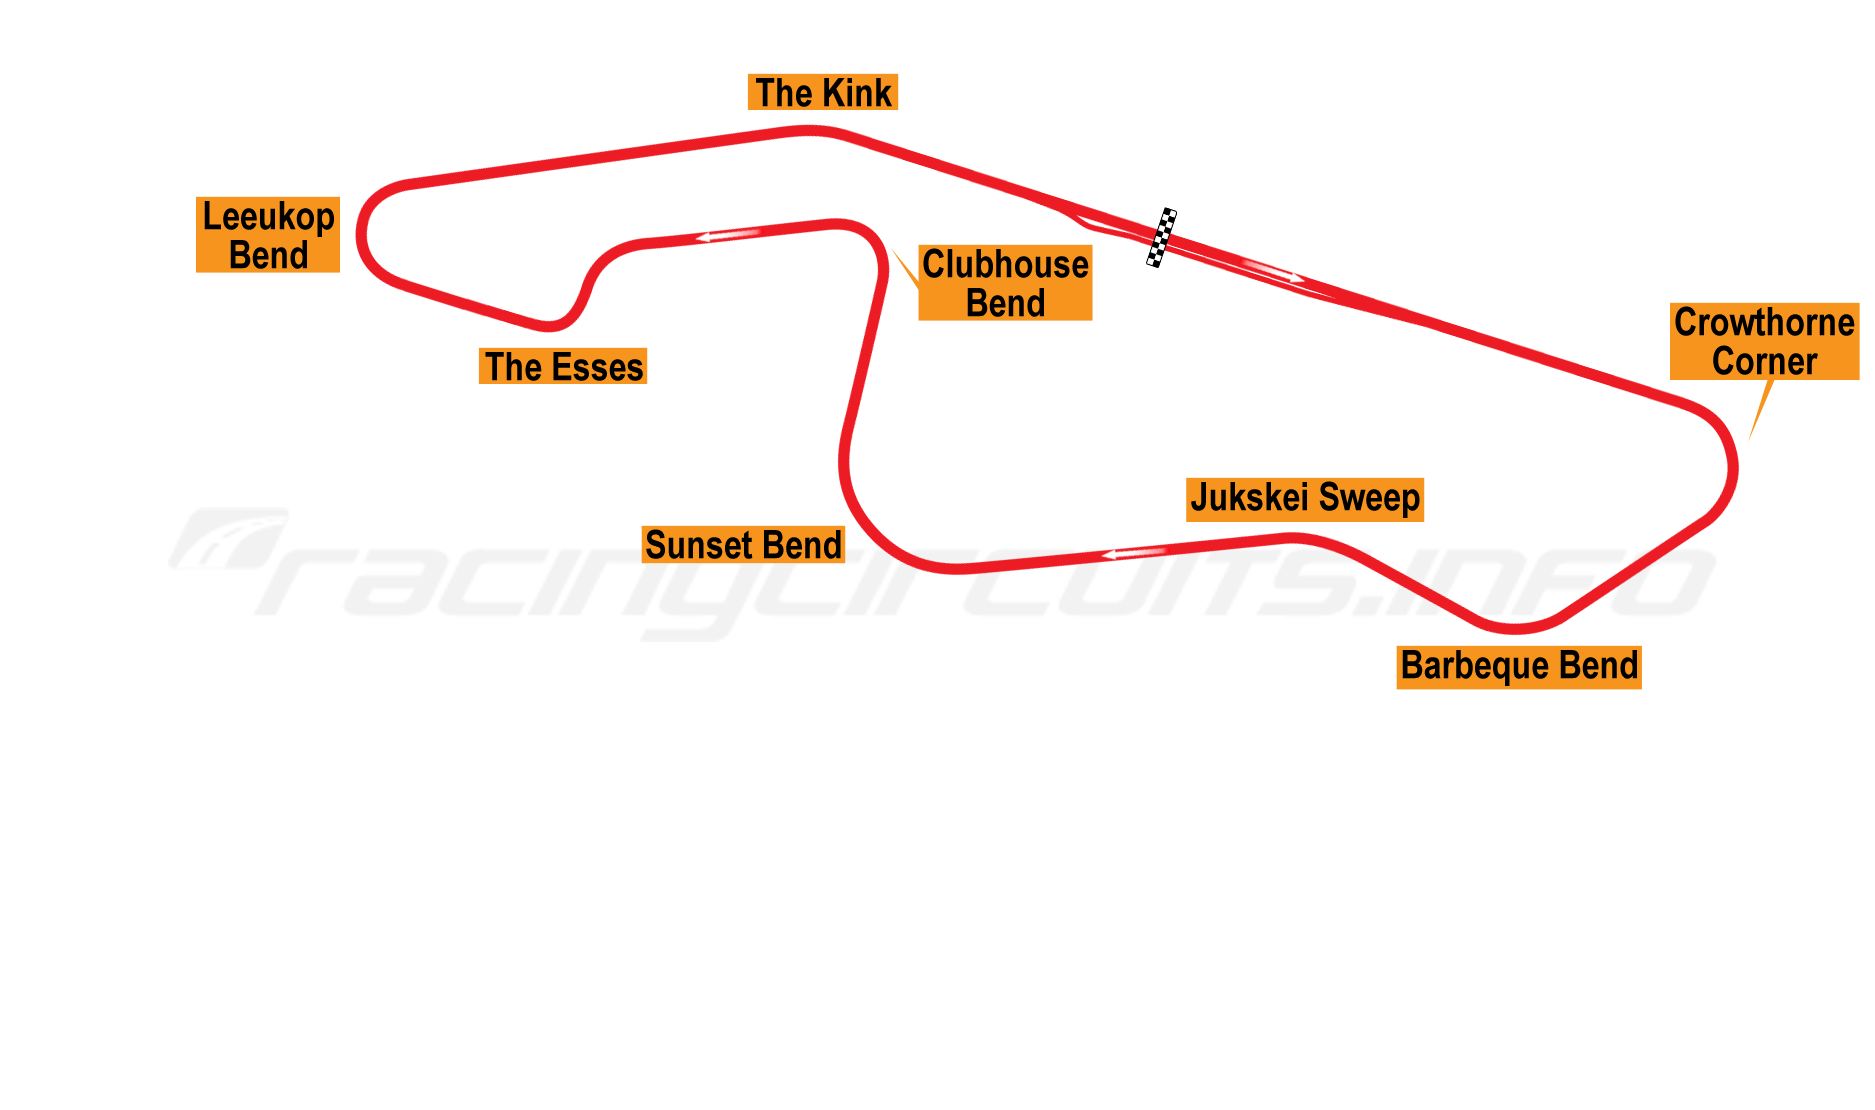 The Kink
Leeukop
Bend
Clubhouse
Bend
Crowthorne
Corner
The Esses
Jukskei Sweep
Sunset Bend
racingcircuits.info
Barbeque Bend